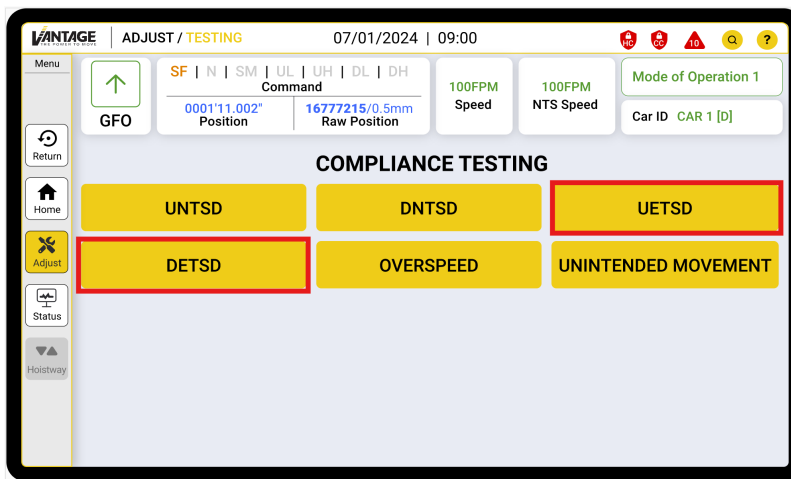 VANTAGE
THE POWER TO MOVE
ADJUST / TESTING
07/01/2024 | 09:00
HC
CC
10
Q
?
Menu
Return
Home
Adjust
Status
Hoistway
GFO
SF | N | SM | UL | UH | DL | DH
Command
0001'11.002"
Position
16777215/0.5mm
Raw Position
100FPM
Speed
100FPM
NTS Speed
Mode of Operation 1
Car ID CAR 1 [D]
COMPLIANCE TESTING
UNTSD
DNTSD
UETSD
DETSD
OVERSPEED
UNINTENDED MOVEMENT